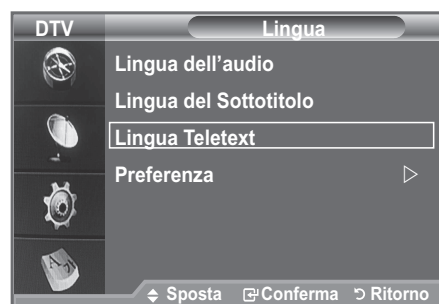 DTV
Lingua
Lingua dell'audio
Lingua del Sottotitolo
Lingua Teletext
Preferenza
Sposta Conferma Ritorno